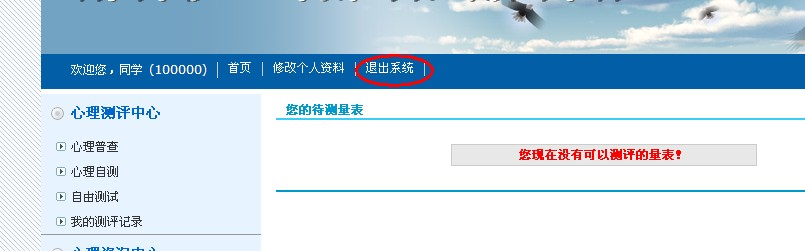 欢迎您，同学（100000） | 首页 | 修改个人资料 | 退出系统 |
心理测评中心
心理普查
心理自测
自由测试
我的测评记录
您的待测量表
您现在没有可以测评的量表！